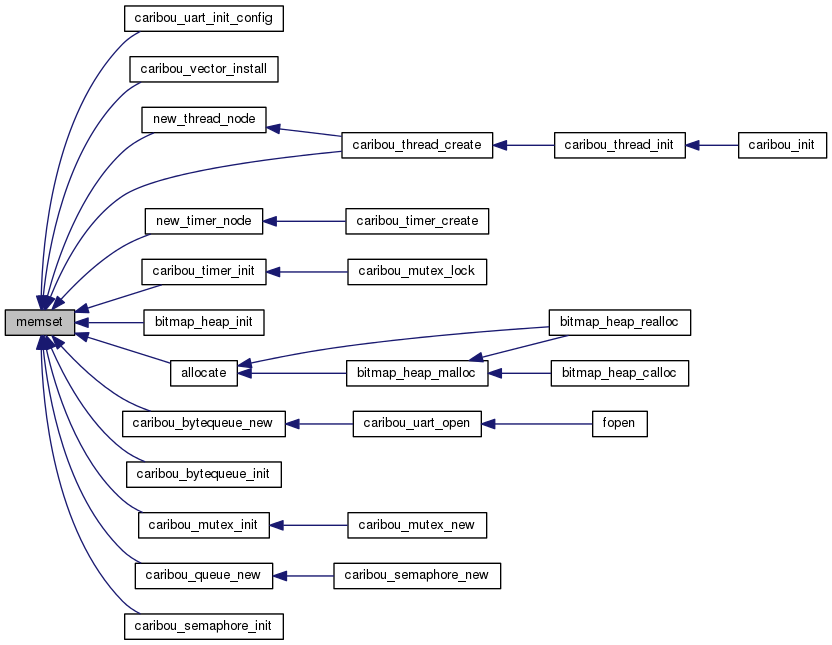 caribou_uart_init_config
caribou_vector_install
new_thread_node
caribou_thread_create
caribou_thread_init
caribou_init
new_timer_node
caribou_timer_create
caribou_timer_init
caribou_mutex_lock
memset
bitmap_heap_init
bitmap_heap_realloc
allocate
bitmap_heap_malloc
bitmap_heap_calloc
caribou_bytequeue_new
caribou_uart_open
fopen
caribou_bytequeue_init
caribou_mutex_init
caribou_mutex_new
caribou_queue_new
caribou_semaphore_new
caribou_semaphore_init